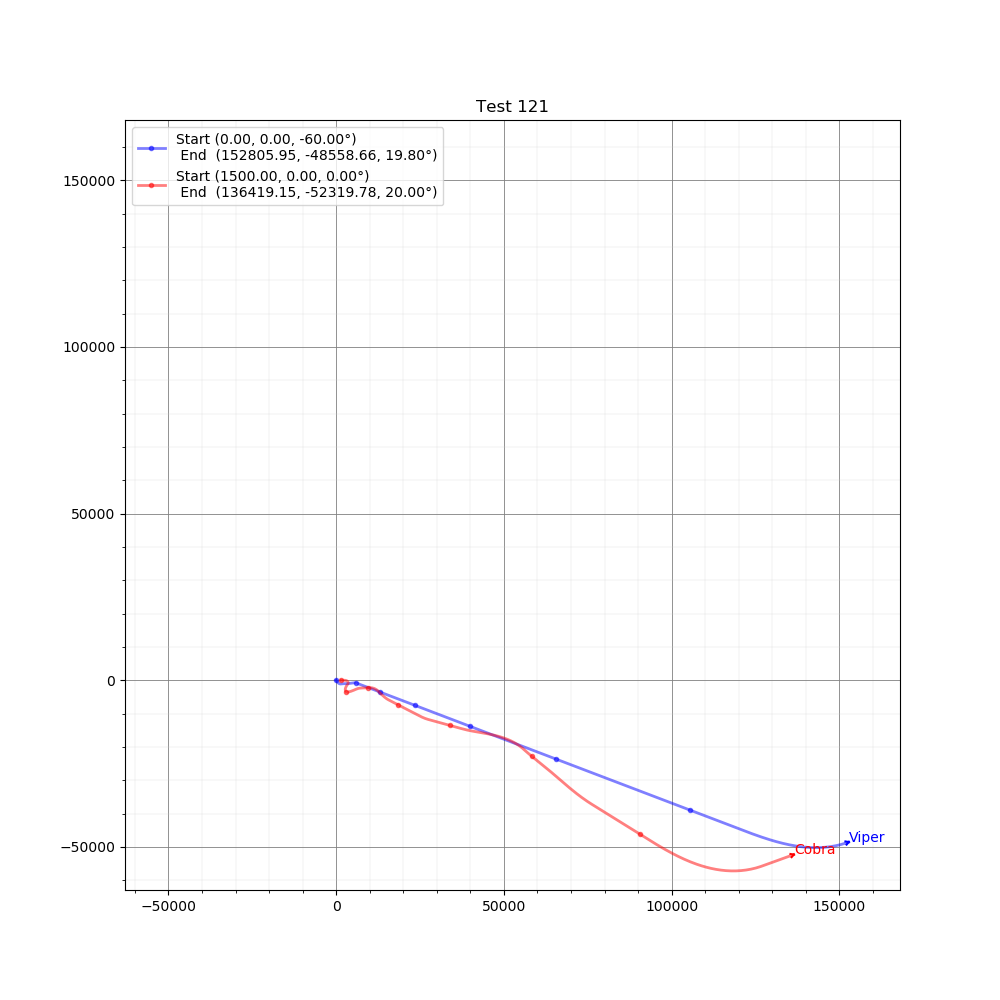 Test 121
Start (0.00, 0.00, -60.00°)
End (152805.95, -48558.66, 19.80°)
Start (1500.00, 0.00, 0.00°)
End (136419.15, -52319.78, 20.00°)
150000
100000
50000
0
−50000
Viper
Cobra
−50000 0 50000 100000 150000